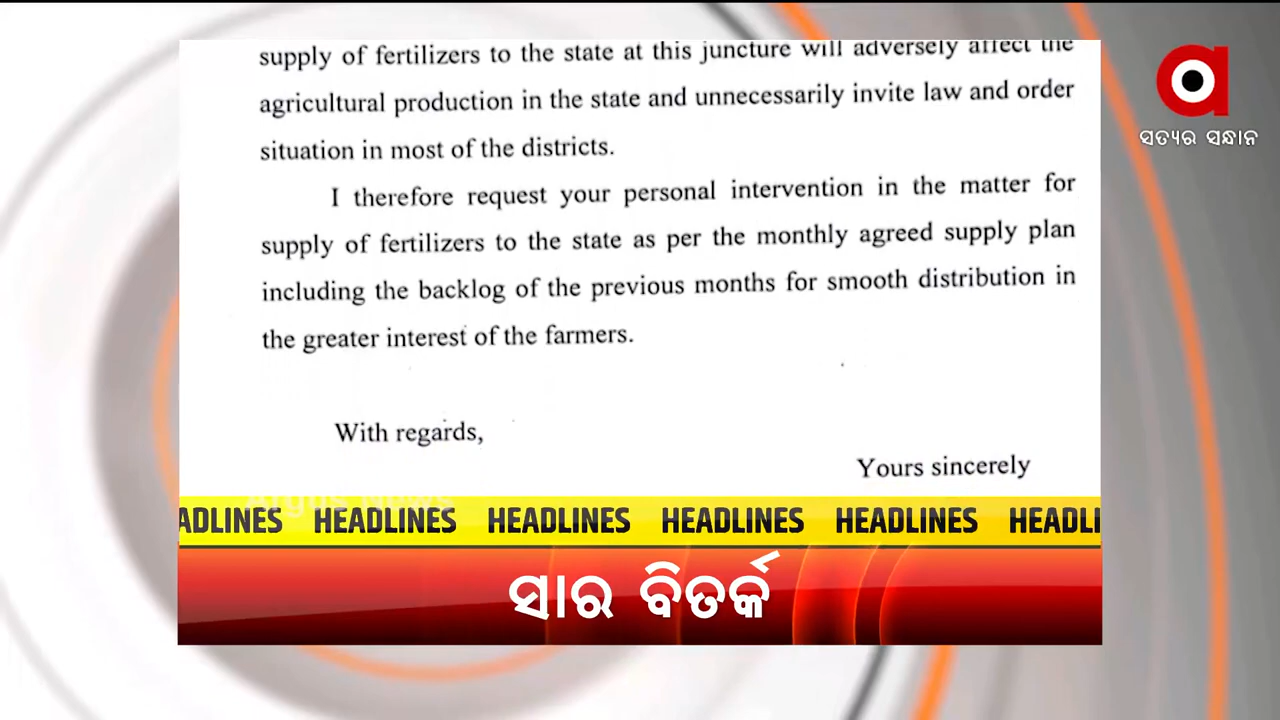 supply of fertilizers to the state at this juncture will adversely affect the
agricultural production in the state and unnecessarily invite law and order
situation in most of the districts.
I therefore request your personal intervention in the matter for
supply of fertilizers to the state as per the monthly agreed supply plan
including the backlog of the previous months for smooth distribution in
the greater interest of the farmers.
With regards,
Yours sincerely
ସତ୍ୟର ସନ୍ଧାନ
Argus News
ADLINES HEADLINES HEADLINES HEADLINES HEADLINES HEADLI
ସାର ବିତର୍କ